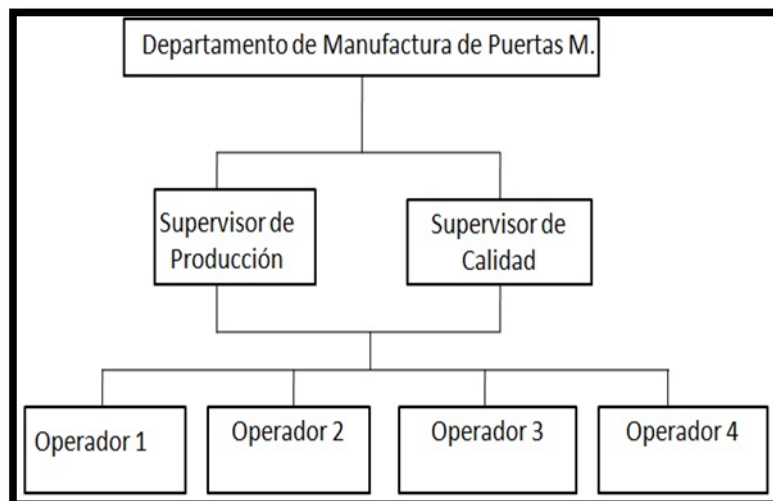 Departamento de Manufactura de Puertas M.
Supervisor de
Producción
Supervisor de
Calidad
Operador 1
Operador 2
Operador 3
Operador 4